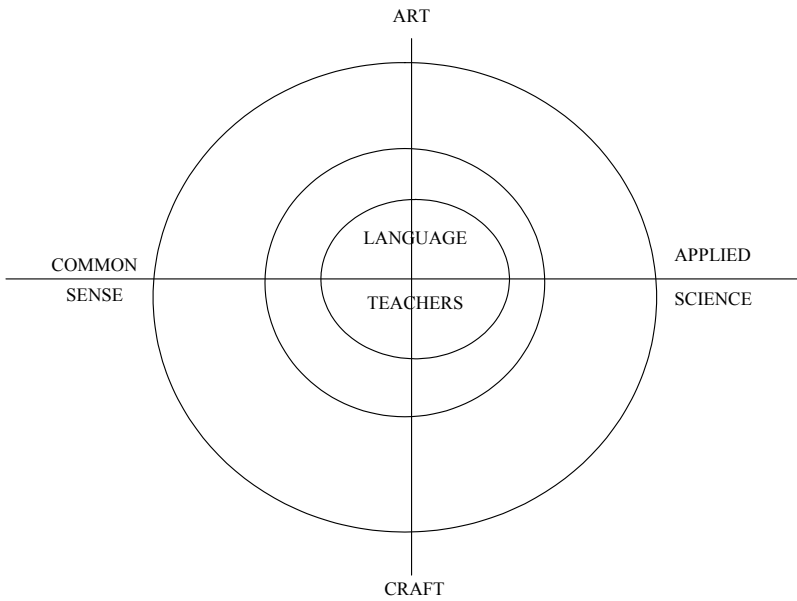 ART
LANGUAGE
COMMON
SENSE
APPLIED
SCIENCE
TEACHERS
CRAFT